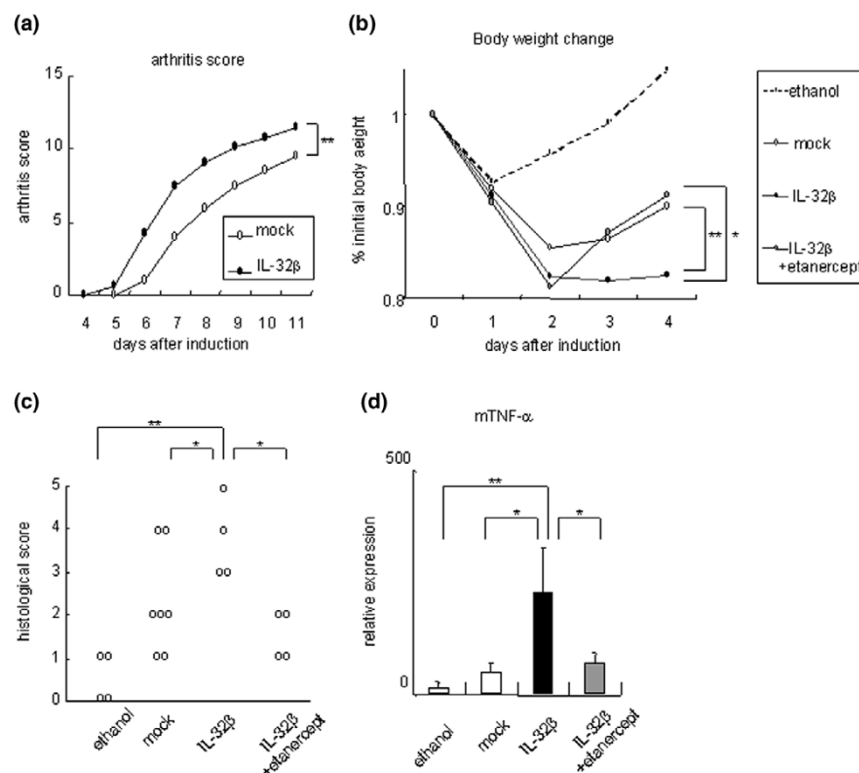 (a)
arthritis score
15
10
5
0
arthritis score
**
mock
IL-32β
4 5 6 7 8 9 10 11
days after induction
(b)
Body weight change
1
0.9
0.8
% inintial body aeight
** *
0 1 2 3 4
days after induction
ethanol
mock
IL-32β
IL-32β
+etanercept
(c)
**
* *
5
4
3
2
1
0
histological score
ethanol
mock
IL-32β
IL-32β
+etanercept
(d)
mTNF-α
500
**
* *
relative expression
0
ethanol
mock
IL-32β
IL-32β
+etanercept